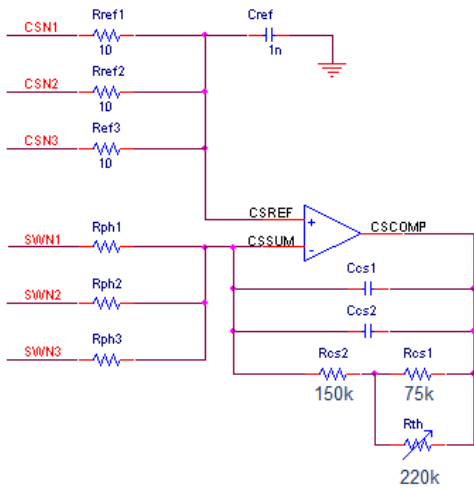 Rref1
Cref
CSN1
10
1n
Rref2
CSN2
10
Ref3
CSN3
10
CSREF
+
CSCOMP
Rph1
CSSUM
-
SWN1
Ccs1
Rph2
SWN2
Ccs2
Rph3
SWN3
Rcs2
Rcs1
150k
75k
Rth
220k